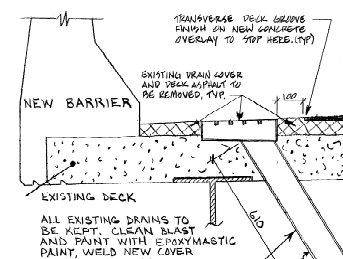 TRANSVERSE DECK GROOVE
FINISH ON NEW CONCRETE
OVERLAY TO STOP HERE. (TYP)
EXISTING DRAIN COVER
AND DECK ASPHALT TO
BE REMOVED, TYP.
100
NEW BARRIER
EXISTING DECK
610
ALL EXISTING DRAINS TO
BE KEPT. CLEAN BLAST
AND PAINT WITH EPOXYMASTIC
PAINT, WELD NEW COVER